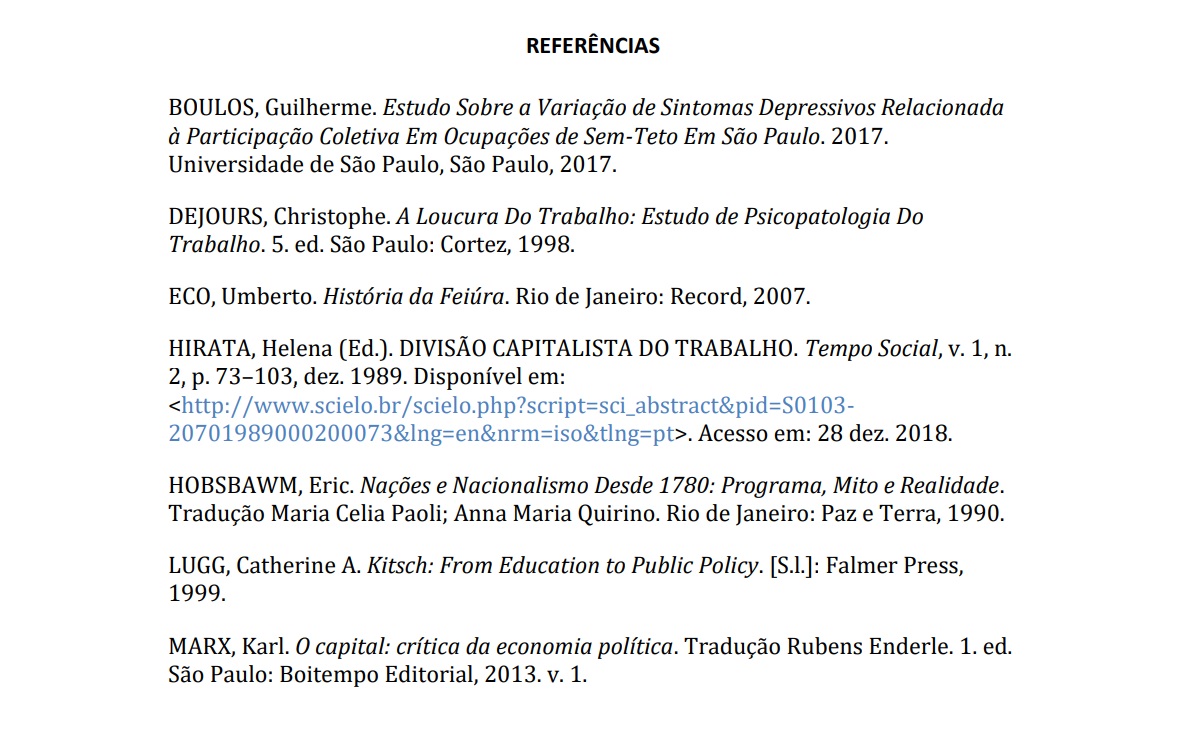 REFERÊNCIAS
BOULOS, Guilherme. Estudo Sobre a Variação de Sintomas Depressivos Relacionada
à Participação Coletiva Em Ocupações de Sem-Teto Em São Paulo. 2017.
Universidade de São Paulo, São Paulo, 2017.
DEJOURS, Christophe. A Loucura Do Trabalho: Estudo de Psicopatologia Do
Trabalho. 5. ed. São Paulo: Cortez, 1998.
ECO, Umberto. História da Feiúra. Rio de Janeiro: Record, 2007.
HIRATA, Helena (Ed.). DIVISÃO CAPITALISTA DO TRABALHO. Tempo Social, v. 1, n.
2, p. 73–103, dez. 1989. Disponível em:
<http://www.scielo.br/scielo.php?script=sci_abstract&pid=S0103-
20701989000200073&lng=en&nrm=iso&tlng=pt>. Acesso em: 28 dez. 2018.
HOBSBAWM, Eric. Nações e Nacionalismo Desde 1780: Programa, Mito e Realidade.
Tradução Maria Celia Paoli; Anna Maria Quirino. Rio de Janeiro: Paz e Terra, 1990.
LUGG, Catherine A. Kitsch: From Education to Public Policy. [S.l.]: Falmer Press,
1999.
MARX, Karl. O capital: crítica da economia política. Tradução Rubens Enderle. 1. ed.
São Paulo: Boitempo Editorial, 2013. v. 1.